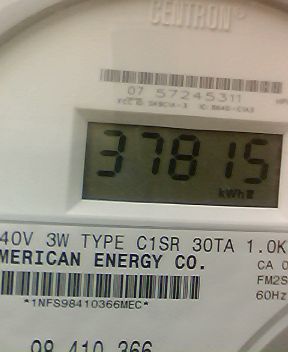 CENTRON®
07 57245311
37815
kWh
40V 3W TYPE C1SR 30TA 1.0K
MERICAN ENERGY CO.
CA 0
FM2S
60Hz
*1NFS98410366MEC*
98 410 366